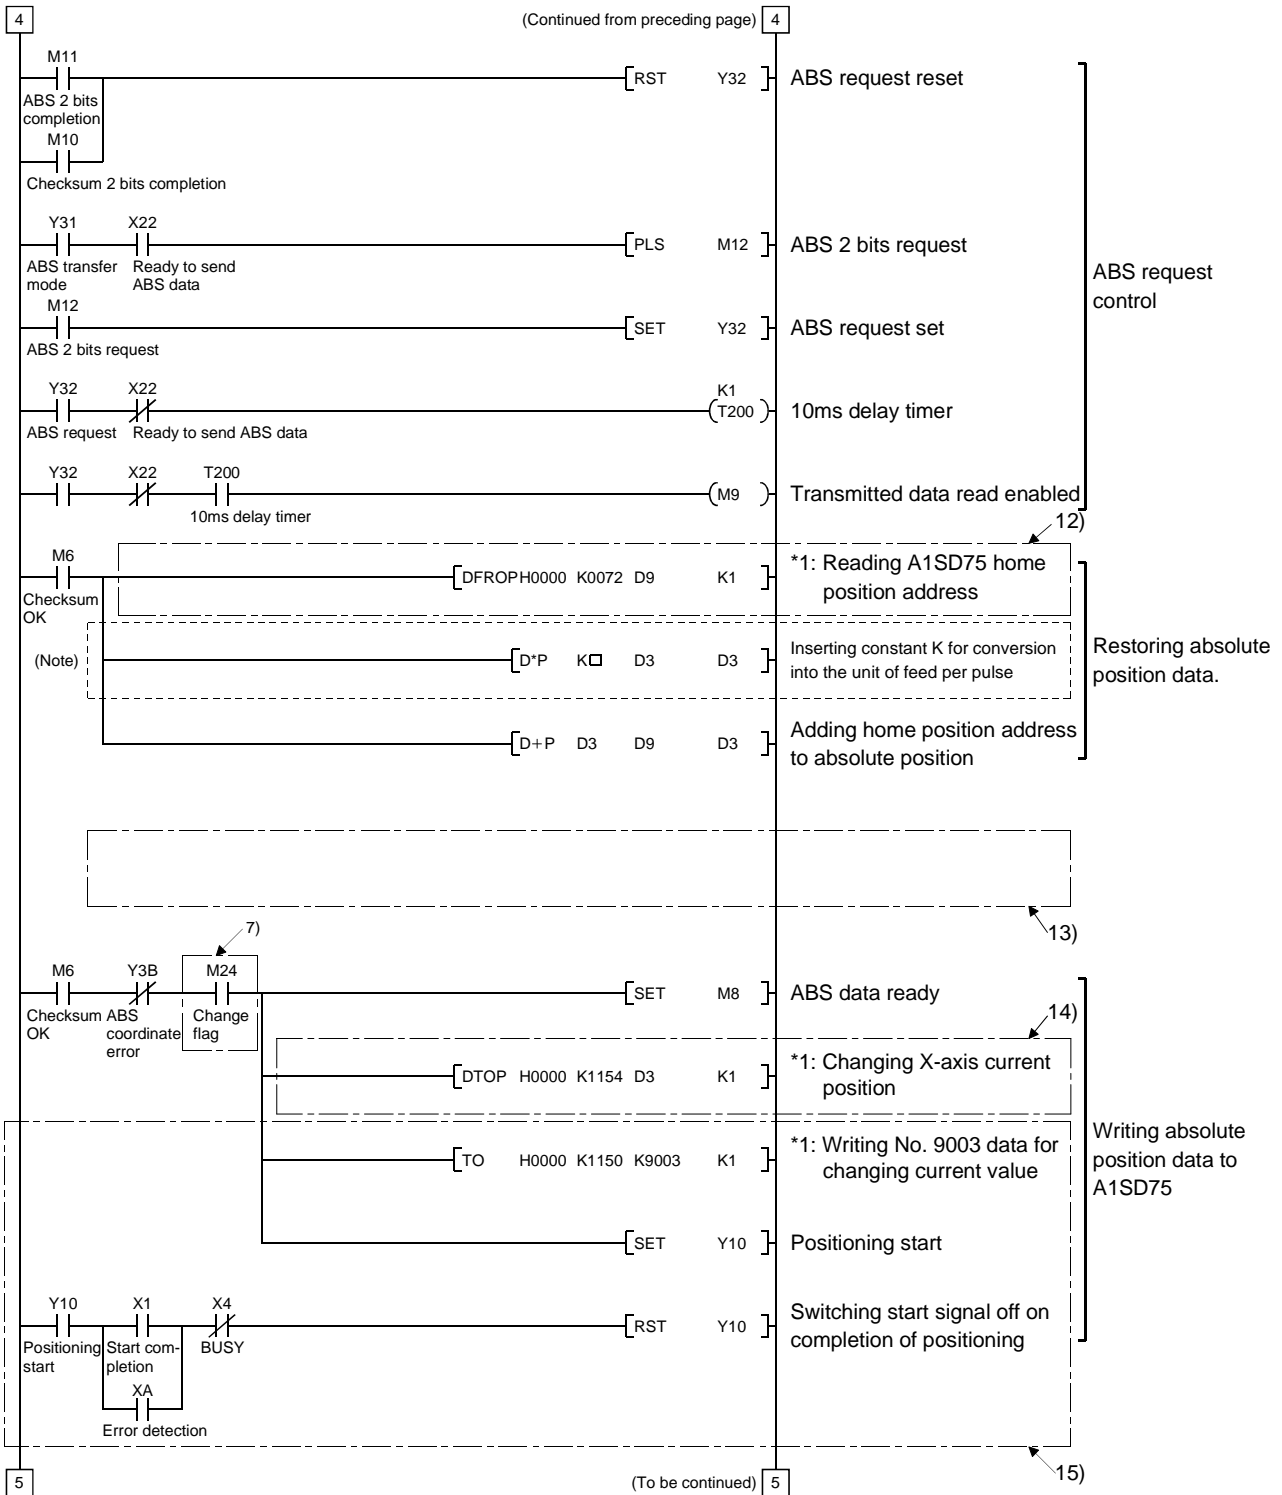 4 (Continued from preceding page) 4
M11
RST Y32 ABS request reset
ABS 2 bits
completion
M10
Checksum 2 bits completion
Y31 X22
PLS M12 ABS 2 bits request
ABS transfer
mode
Ready to send
ABS data
M12
SET Y32 ABS request set
ABS 2 bits request
ABS request
control
Y32 X22 K1
T200 10ms delay timer
ABS request Ready to send ABS data
Y32 X22 T200
M9 Transmitted data read enabled
10ms delay timer
12)
M6
DFROPH0000 K0072 D9 K1
*1: Reading A1SD75 home
position address
Checksum
OK
(Note)
D*P K□ D3 D3
Inserting constant K for conversion
into the unit of feed per pulse
Restoring absolute
position data.
D+P D3 D9 D3
Adding home position address
to absolute position
13)
7)
M6 Y3B M24
SET M8 ABS data ready
Checksum
OK
ABS
coordinate
error
Change
flag
14)
DTOP H0000 K1154 D3 K1
*1: Changing X-axis current
position
TO H0000 K1150 K9003 K1
*1: Writing No. 9003 data for
changing current value
Writing absolute
position data to
A1SD75
SET Y10 Positioning start
Y10 X1 X4
RST Y10
Switching start signal off on
completion of positioning
Positioning
start
Start com-
pletion
BUSY
XA
Error detection
15)
5 (To be continued) 5